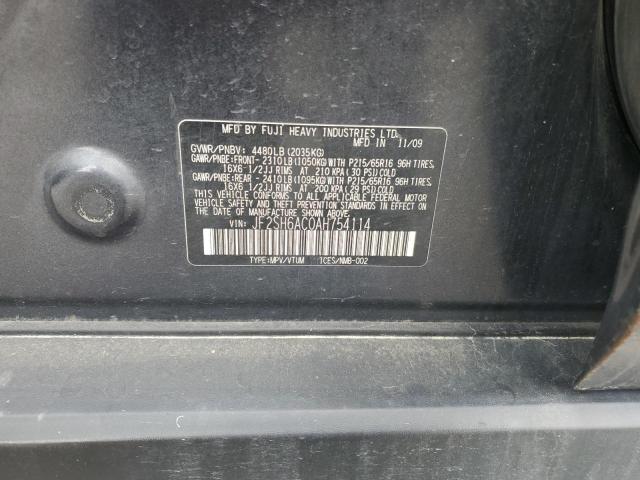 MFD BY FUJI HEAVY INDUSTRIES LTD.
MFD IN 11/09
GVWR/PNBV: 4480LB (2035KG)
GAWR/PNBE:FRONT- 2310LB(1050KG)WITH P215/65R16 96H TIRES,
16X6-1/2JJ RIMS AT 210 KPA (30 PSI)COLD
GAWR/PNBE:REAR - 2410LB(1095KG)WITH P215/65R16 96H TIRES,
16X6 1/2JJ RIMS AT 200 KPA (29 PSI)COLD
THIS VEHICLE CONFORMS TO ALL APPLICABLE FEDERAL MOTOR
VEHICLE SAFETY AND THEFT PREVENTION STANDARDS IN EFFECT
ON THE DATE OF MANUFACTURE SHOWN ABOVE.
VIN: JF2SH6AC0AH754114
TYPE:MPV/VTUM ICES/NMB-002